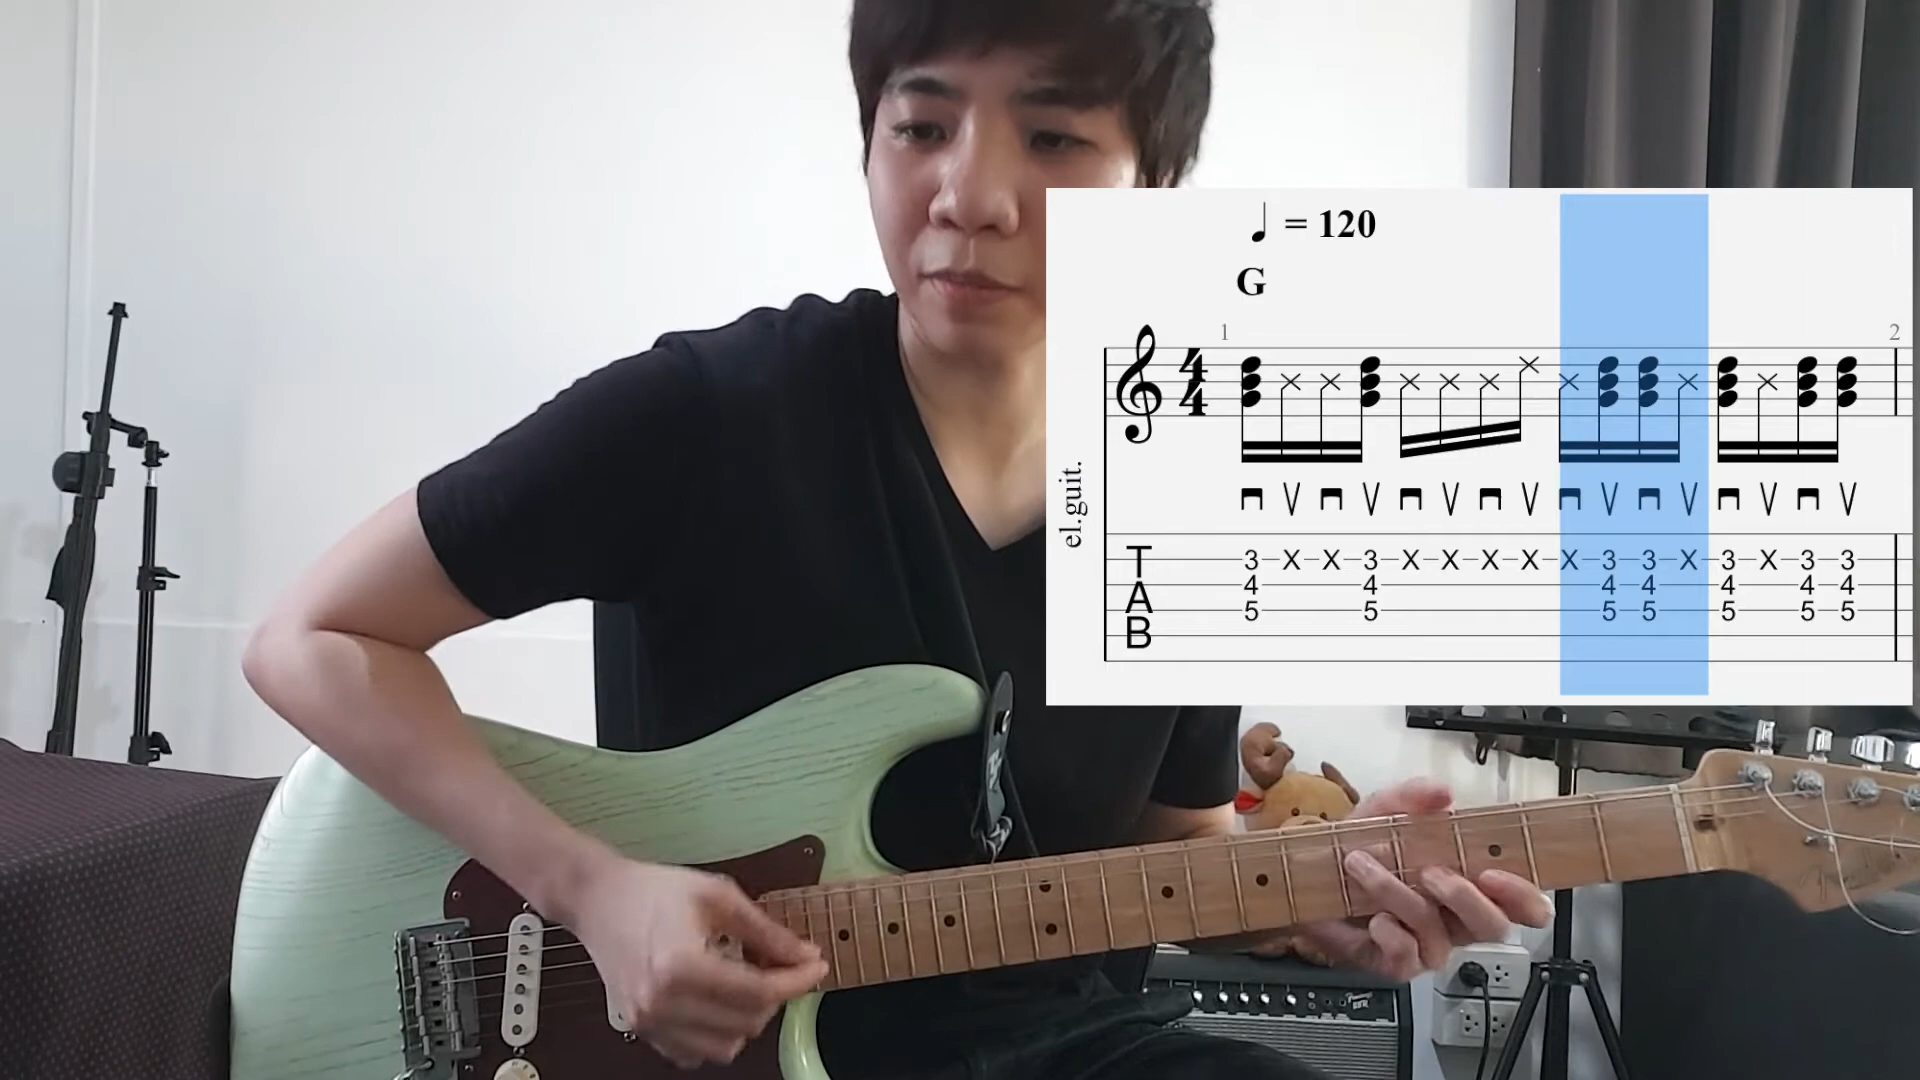 ♩ = 120
G
1 2
4
4
el.guit.
T 3 X X 3 X X X X X 3 3 X 3 X 3 3
4 4 4 4 4 4 4
A 5 5 5 5 5 5 5
B